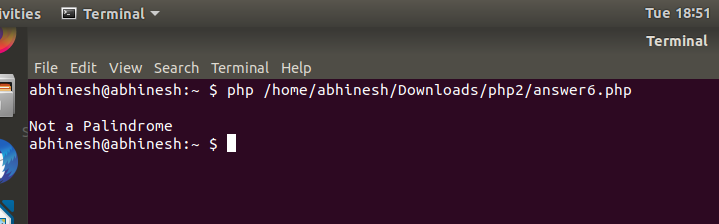 ivities Terminal Tue 18:51
Terminal
File Edit View Search Terminal Help
abhinesh@abhinesh:~ $ php /home/abhinesh/Downloads/php2/answer6.php
Not a Palindrome
abhinesh@abhinesh:~ $